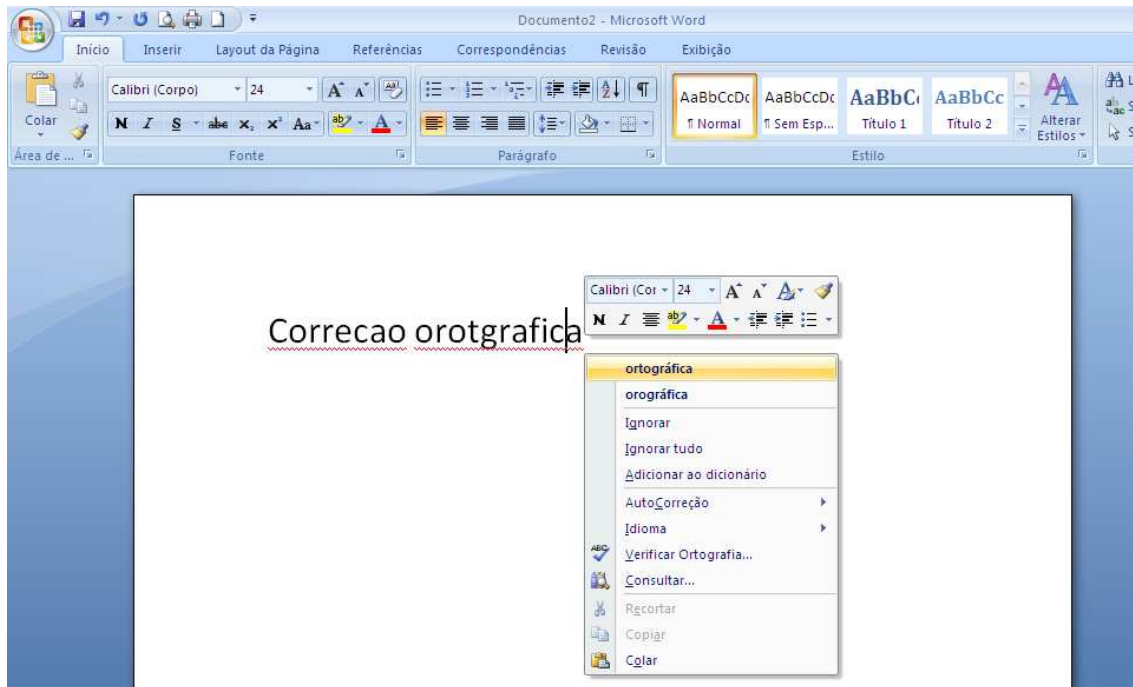 Documento2 - Microsoft Word
Início Inserir Layout da Página Referências Correspondências Revisão Exibição
Colar
Calibri (Corpo) 24
N I S abc x₂ x² Aa
AaBbCcDc AaBbCcDc AaBbCc AaBbCc
¶ Normal ¶ Sem Esp... Título 1 Título 2
Alterar Estilos
Área de ... Fonte Parágrafo Estilo
Calibri (Cor 24
N I
Correcao orotgrafica
ortográfica
orográfica
Ignorar
Ignorar tudo
Adicionar ao dicionário
AutoCorreção
Idioma
Verificar Ortografia...
Consultar...
Recortar
Copiar
Colar